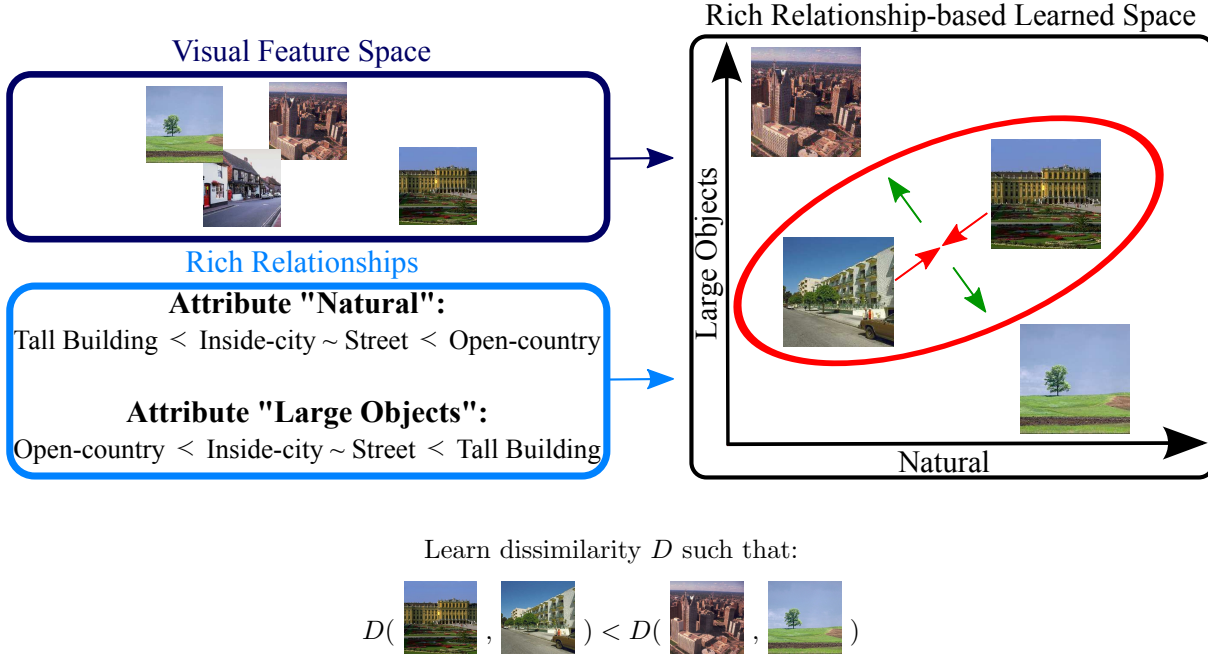 Visual Feature Space
Rich Relationships
Attribute "Natural":
Tall Building < Inside-city ~ Street < Open-country
Attribute "Large Objects":
Open-country < Inside-city ~ Street < Tall Building
Rich Relationship-based Learned Space
Large Objects
Natural
Learn dissimilarity D such that:
D( , ) < D( , )